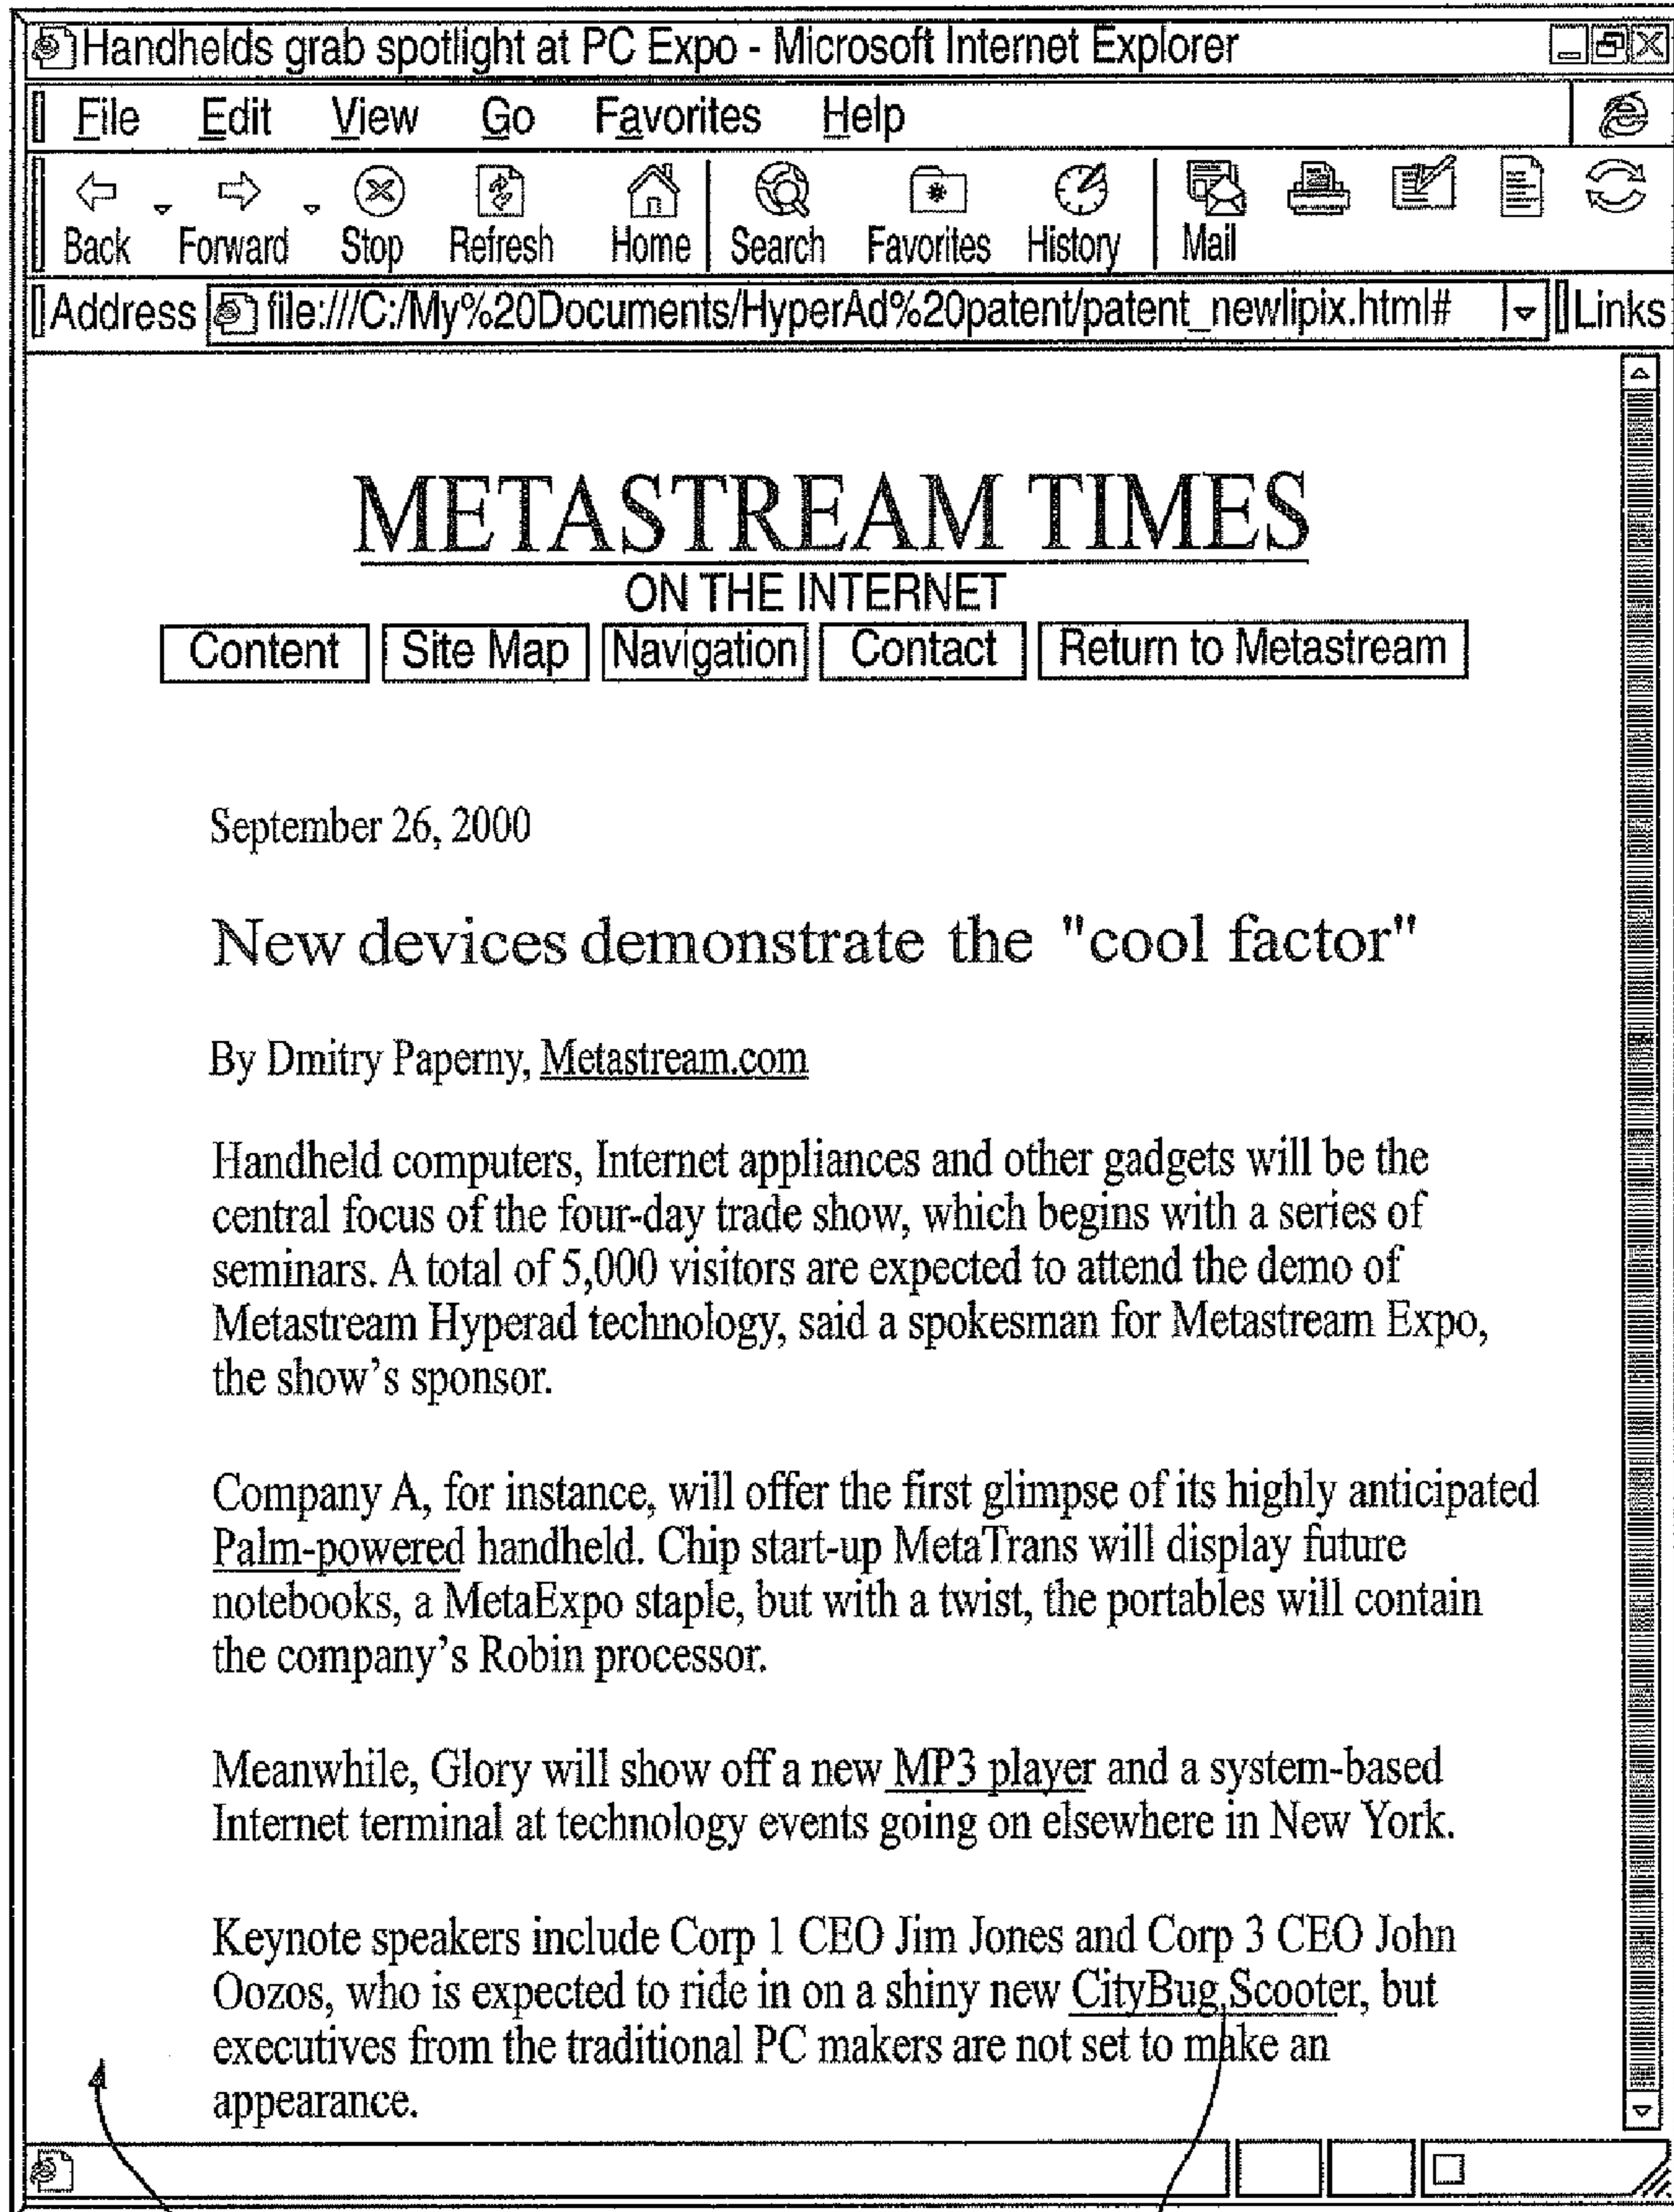 Handhelds grab spotlight at PC Expo - Microsoft Internet Explorer
File Edit View Go Favorites Help
Back Forward Stop Refresh Home Search Favorites History Mail
Address file:///C:/My%20Documents/HyperAd%20patent/patent_newlipix.html# Links
METASTREAM TIMES
ON THE INTERNET
Content Site Map Navigation Contact Return to Metastream
September 26, 2000
New devices demonstrate the "cool factor"
By Dmitry Paperny, Metastream.com
Handheld computers, Internet appliances and other gadgets will be the
central focus of the four-day trade show, which begins with a series of
seminars. A total of 5,000 visitors are expected to attend the demo of
Metastream Hyperad technology, said a spokesman for Metastream Expo,
the show's sponsor.
Company A, for instance, will offer the first glimpse of its highly anticipated
Palm-powered handheld. Chip start-up MetaTrans will display future
notebooks, a MetaExpo staple, but with a twist, the portables will contain
the company's Robin processor.
Meanwhile, Glory will show off a new MP3 player and a system-based
Internet terminal at technology events going on elsewhere in New York.
Keynote speakers include Corp 1 CEO Jim Jones and Corp 3 CEO John
Oozos, who is expected to ride in on a shiny new CityBug Scooter, but
executives from the traditional PC makers are not set to make an
appearance.